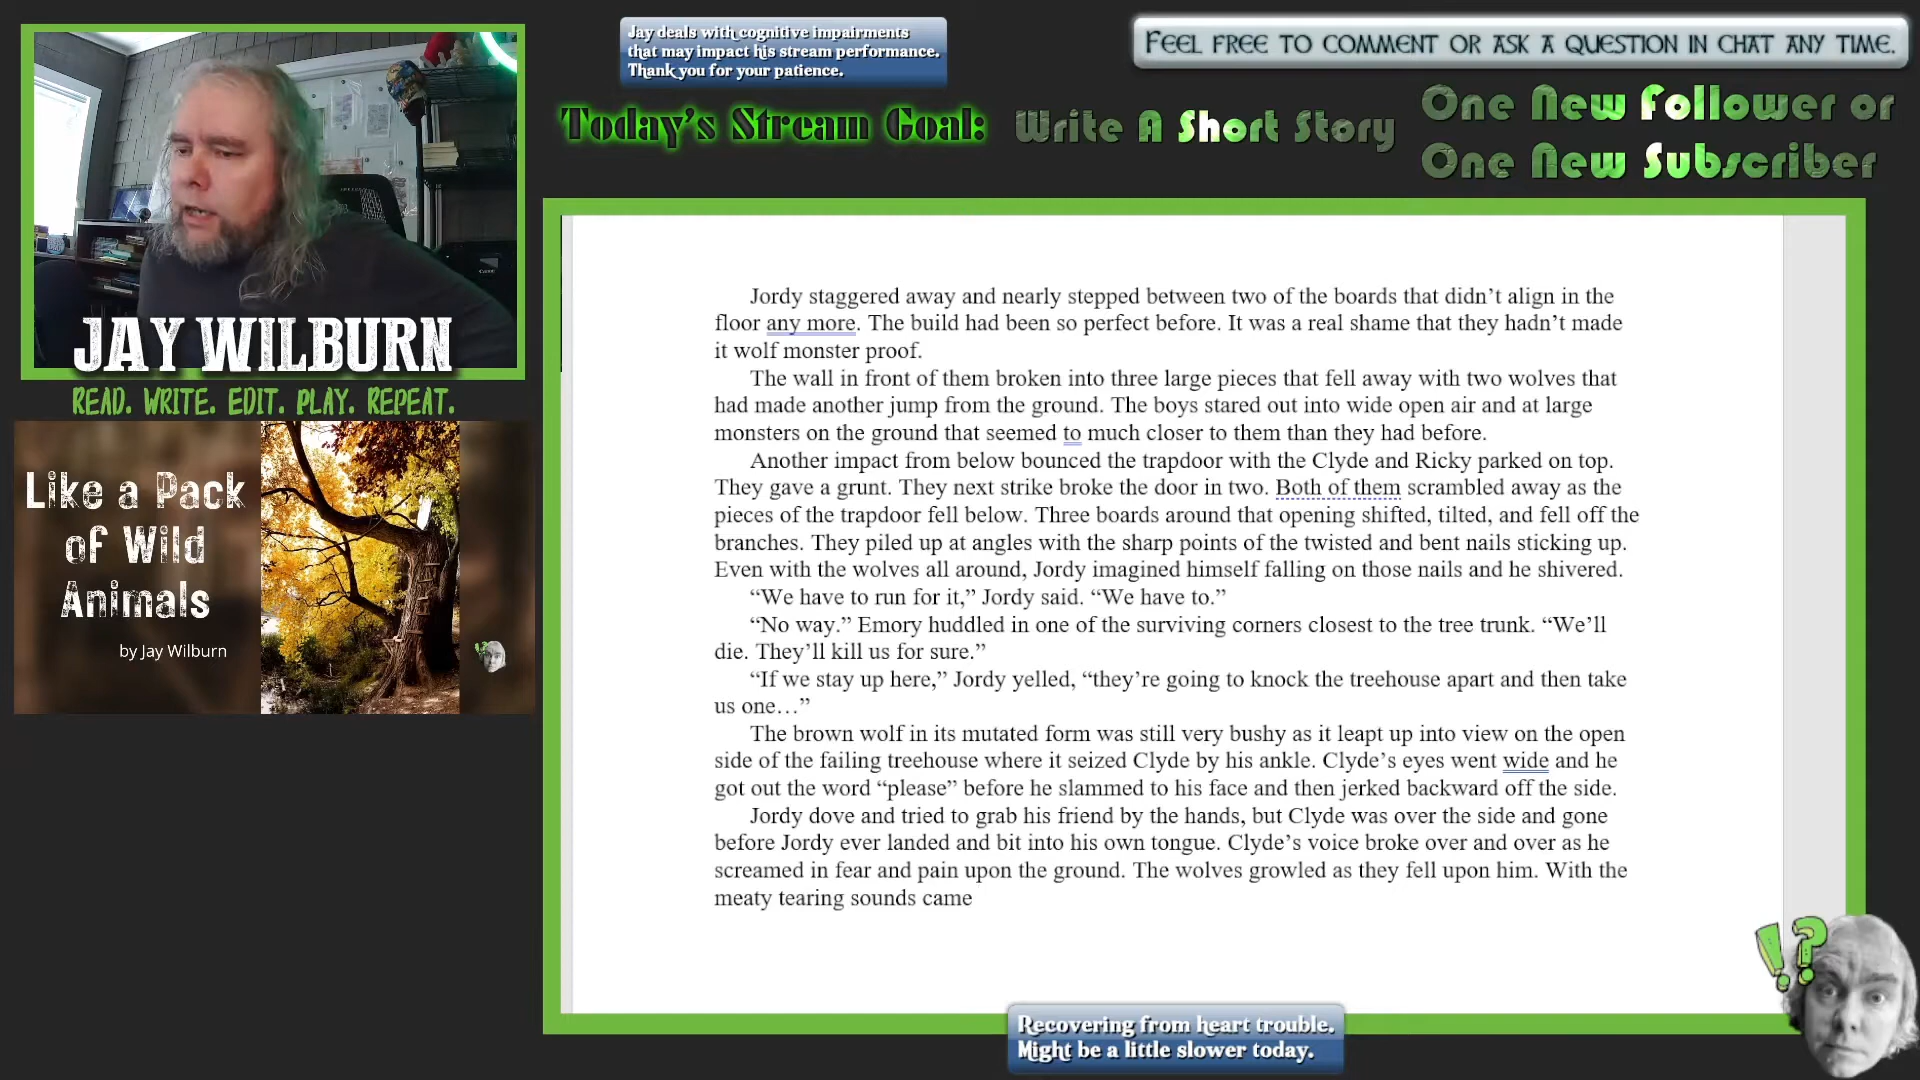 Jay deals with cognitive impairments
that may impact his stream performance.
Thank you for your patience.
FEEL FREE TO COMMENT OR ASK A QUESTION IN CHAT ANY TIME.
Today's Stream Goal:
Write A Short Story
One New Follower or
One New Subscriber
JAY WILBURN
READ. WRITE. EDIT. PLAY. REPEAT.
Like a Pack
of Wild
Animals
by Jay Wilburn
Jordy staggered away and nearly stepped between two of the boards that didn’t align in the
floor any more. The build had been so perfect before. It was a real shame that they hadn’t made
it wolf monster proof.
The wall in front of them broken into three large pieces that fell away with two wolves that
had made another jump from the ground. The boys stared out into wide open air and at large
monsters on the ground that seemed to much closer to them than they had before.
Another impact from below bounced the trapdoor with the Clyde and Ricky parked on top.
They gave a grunt. They next strike broke the door in two. Both of them scrambled away as the
pieces of the trapdoor fell below. Three boards around that opening shifted, tilted, and fell off the
branches. They piled up at angles with the sharp points of the twisted and bent nails sticking up.
Even with the wolves all around, Jordy imagined himself falling on those nails and he shivered.
“We have to run for it,” Jordy said. “We have to.”
“No way.” Emory huddled in one of the surviving corners closest to the tree trunk. “We’ll
die. They’ll kill us for sure.”
“If we stay up here,” Jordy yelled, “they’re going to knock the treehouse apart and then take
us one…”
The brown wolf in its mutated form was still very bushy as it leapt up into view on the open
side of the failing treehouse where it seized Clyde by his ankle. Clyde’s eyes went wide and he
got out the word “please” before he slammed to his face and then jerked backward off the side.
Jordy dove and tried to grab his friend by the hands, but Clyde was over the side and gone
before Jordy ever landed and bit into his own tongue. Clyde’s voice broke over and over as he
screamed in fear and pain upon the ground. The wolves growled as they fell upon him. With the
meaty tearing sounds came
!?
Recovering from heart trouble.
Might be a little slower today.